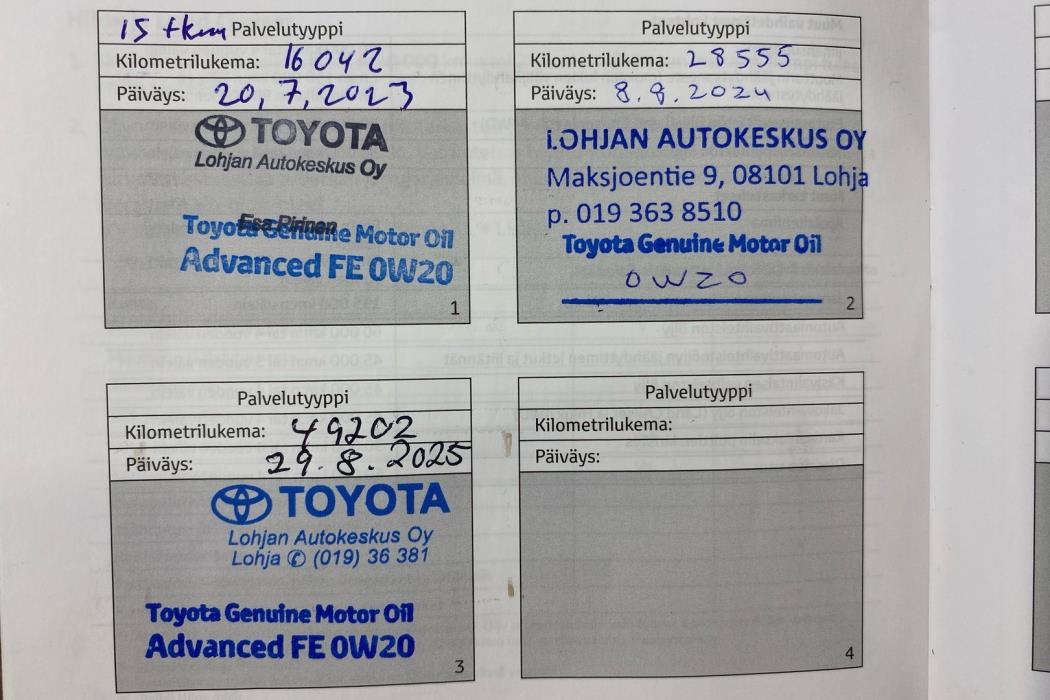 15 tkm Palvelutyyppi
Kilometrilukema: 16042
Päiväys: 20.7.2023
TOYOTA
Lohjan Autokeskus Oy
Esa Pirinen
Toyota Genuine Motor Oil
Advanced FE 0W20
1
Palvelutyyppi
Kilometrilukema: 28555
Päiväys: 8.8.2024
LOHJAN AUTOKESKUS OY
Maksjoentie 9, 08101 Lohja
p. 019 363 8510
Toyota Genuine Motor Oil
0W20
2
Palvelutyyppi
Kilometrilukema: 49202
Päiväys: 29.8.2025
TOYOTA
Lohjan Autokeskus Oy
Lohja ✆ (019) 36 381
Toyota Genuine Motor Oil
Advanced FE 0W20
3
Palvelutyyppi
Kilometrilukema:
Päiväys:
4